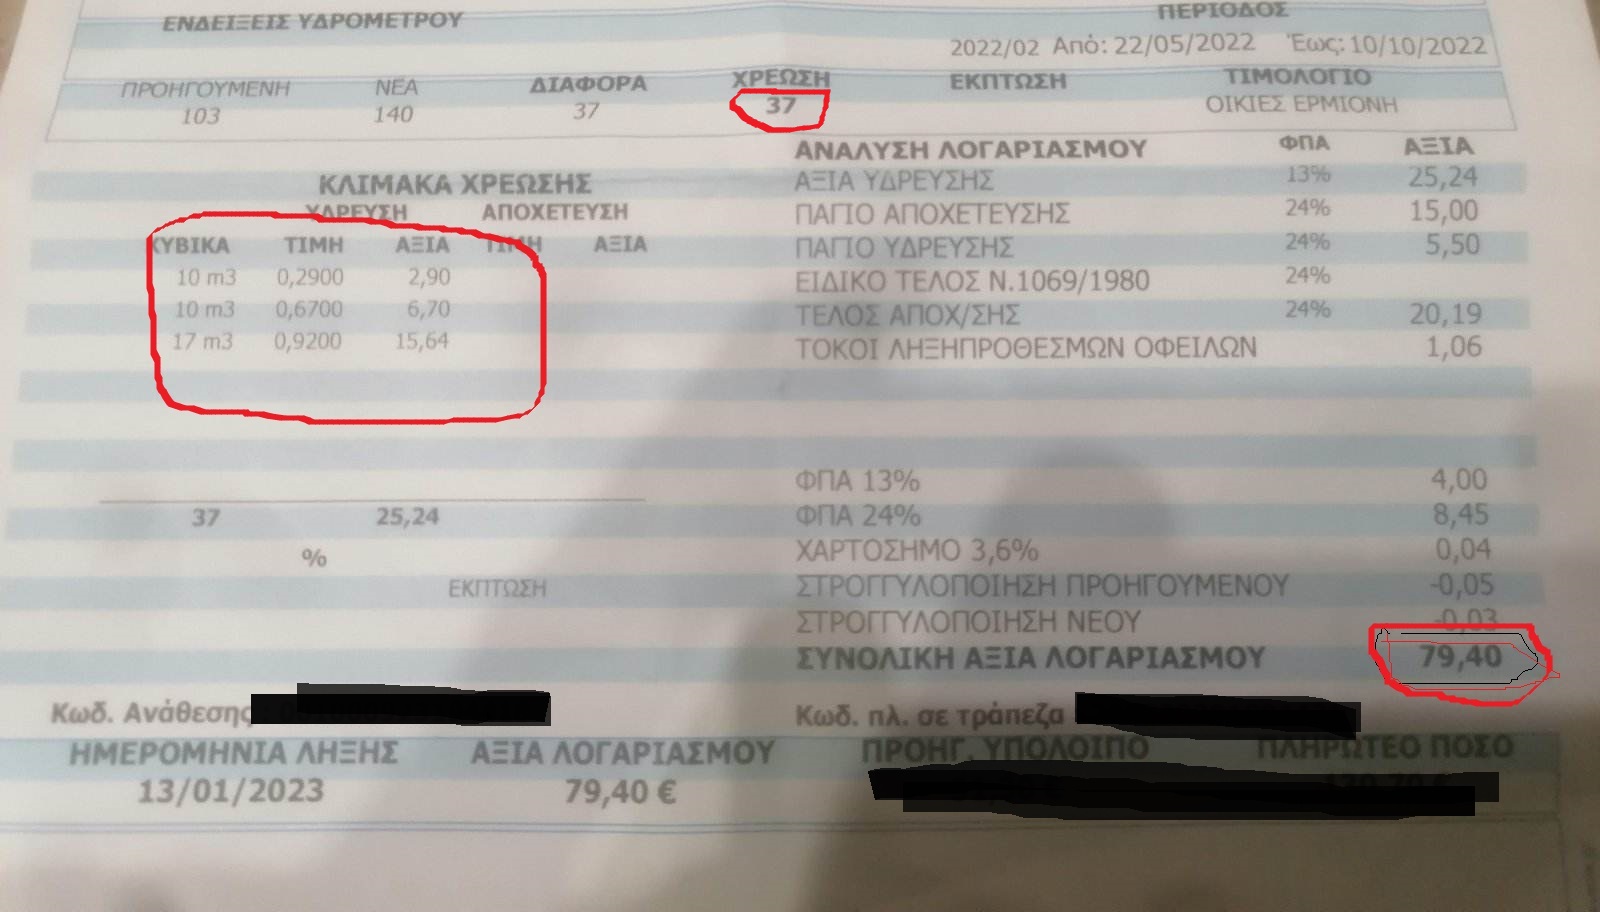 ΕΝΔΕΙΞΕΙΣ ΥΔΡΟΜΕΤΡΟΥ ΠΕΡΙΟΔΟΣ
2022/02 Από: 22/05/2022 Έως: 10/10/2022
ΠΡΟΗΓΟΥΜΕΝΗ ΝΕΑ ΔΙΑΦΟΡΑ ΧΡΕΩΣΗ ΕΚΠΤΩΣΗ ΤΙΜΟΛΟΓΙΟ
103 140 37 37 ΟΙΚΙΕΣ ΕΡΜΙΟΝΗ
ΚΛΙΜΑΚΑ ΧΡΕΩΣΗΣ
ΥΔΡΕΥΣΗ ΑΠΟΧΕΤΕΥΣΗ
ΚΥΒΙΚΑ ΤΙΜΗ ΑΞΙΑ ΤΙΜΗ ΑΞΙΑ
10 m3 0,2900 2,90
10 m3 0,6700 6,70
17 m3 0,9200 15,64
37 25,24
%
ΕΚΠΤΩΣΗ
ΑΝΑΛΥΣΗ ΛΟΓΑΡΙΑΣΜΟΥ ΦΠΑ ΑΞΙΑ
ΑΞΙΑ ΥΔΡΕΥΣΗΣ 13% 25,24
ΠΑΓΙΟ ΑΠΟΧΕΤΕΥΣΗΣ 24% 15,00
ΠΑΓΙΟ ΥΔΡΕΥΣΗΣ 24% 5,50
ΕΙΔΙΚΟ ΤΕΛΟΣ Ν.1069/1980 24%
ΤΕΛΟΣ ΑΠΟΧ/ΣΗΣ 24% 20,19
ΤΟΚΟΙ ΛΗΞΗΠΡΟΘΕΣΜΩΝ ΟΦΕΙΛΩΝ 1,06
ΦΠΑ 13% 4,00
ΦΠΑ 24% 8,45
ΧΑΡΤΟΣΗΜΟ 3,6% 0,04
ΣΤΡΟΓΓΥΛΟΠΟΙΗΣΗ ΠΡΟΗΓΟΥΜΕΝΟΥ -0,05
ΣΤΡΟΓΓΥΛΟΠΟΙΗΣΗ ΝΕΟΥ -0,03
ΣΥΝΟΛΙΚΗ ΑΞΙΑ ΛΟΓΑΡΙΑΣΜΟΥ 79,40
Κωδ. Ανάθεσης Κωδ. πλ. σε τράπεζα
ΗΜΕΡΟΜΗΝΙΑ ΛΗΞΗΣ ΑΞΙΑ ΛΟΓΑΡΙΑΣΜΟΥ ΠΡΟΗΓ. ΥΠΟΛΟΙΠΟ ΠΛΗΡΩΤΕΟ ΠΟΣΟ
13/01/2023 79,40 €